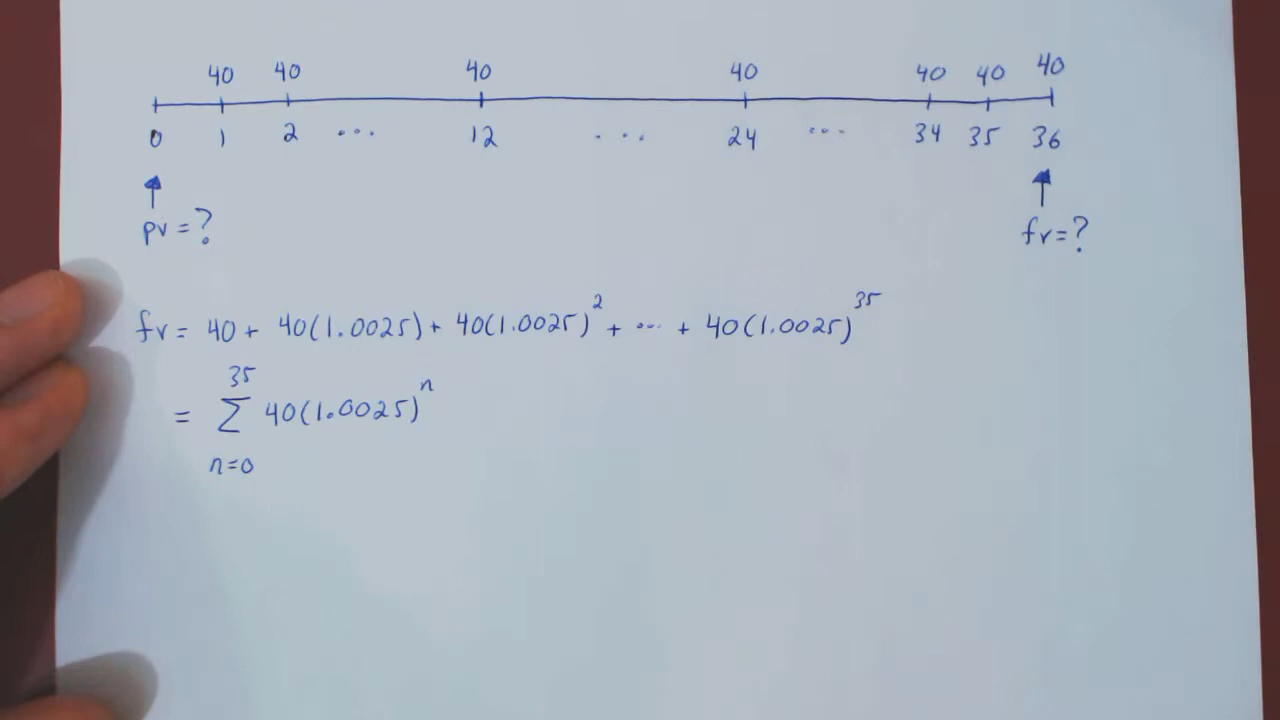 40 40 40 40 40 40 40
0 1 2 ... 12 ... 24 ... 34 35 36
pv=? fv=?
fv = 40 + 40(1.0025) + 40(1.0025)^2 + ... + 40(1.0025)^35
= 35 Σ n=0 40(1.0025)^n